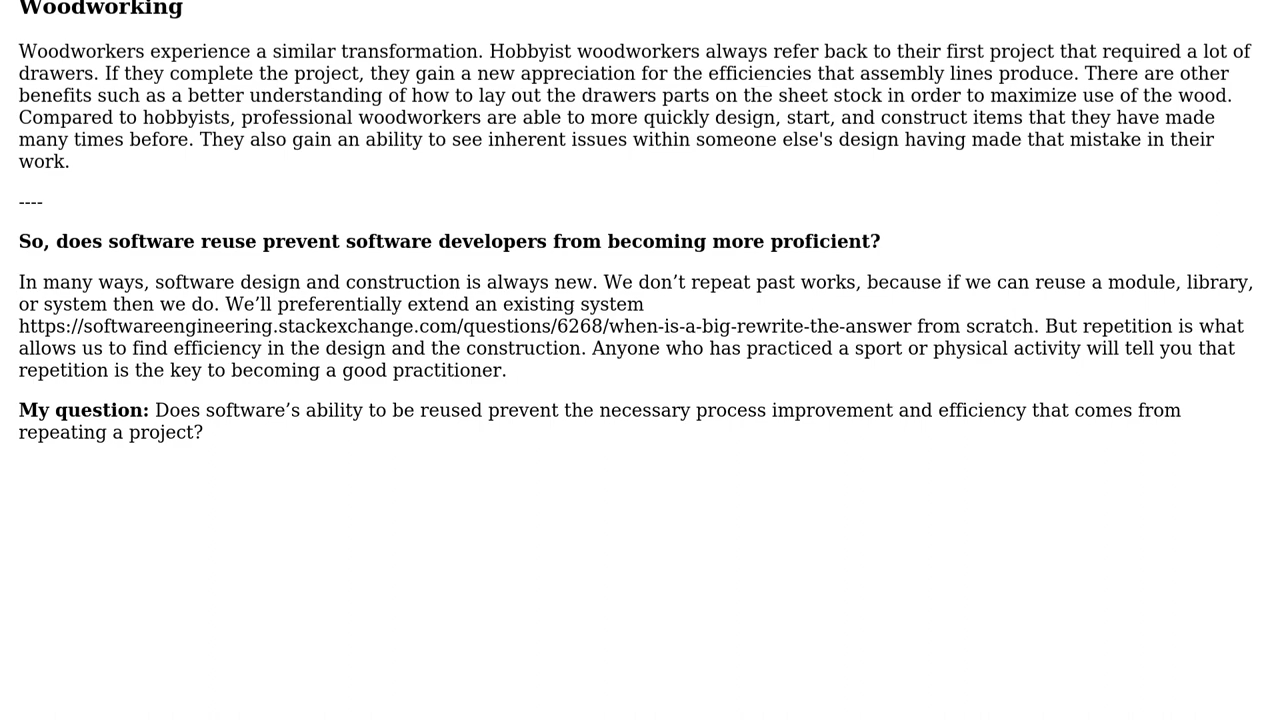 Woodworking
Woodworkers experience a similar transformation. Hobbyist woodworkers always refer back to their first project that required a lot of
drawers. If they complete the project, they gain a new appreciation for the efficiencies that assembly lines produce. There are other
benefits such as a better understanding of how to lay out the drawers parts on the sheet stock in order to maximize use of the wood.
Compared to hobbyists, professional woodworkers are able to more quickly design, start, and construct items that they have made
many times before. They also gain an ability to see inherent issues within someone else's design having made that mistake in their
work.
----
So, does software reuse prevent software developers from becoming more proficient?
In many ways, software design and construction is always new. We don’t repeat past works, because if we can reuse a module, library,
or system then we do. We’ll preferentially extend an existing system
https://softwareengineering.stackexchange.com/questions/6268/when-is-a-big-rewrite-the-answer from scratch. But repetition is what
allows us to find efficiency in the design and the construction. Anyone who has practiced a sport or physical activity will tell you that
repetition is the key to becoming a good practitioner.
My question: Does software’s ability to be reused prevent the necessary process improvement and efficiency that comes from
repeating a project?